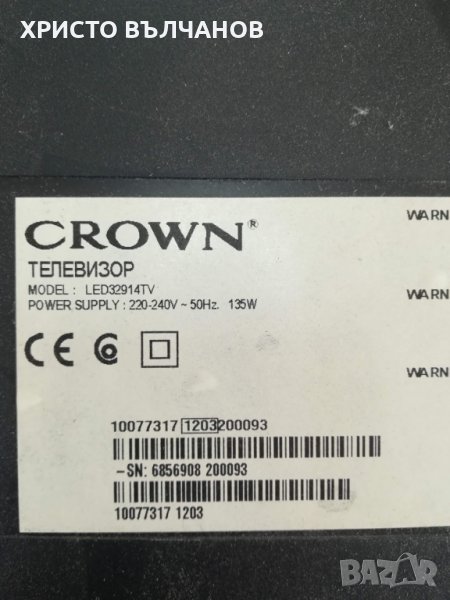 ХРИСТО ВЪЛЧАНОВ
CROWN®
ТЕЛЕВИЗОР
MODEL : LED32914TV
POWER SUPPLY : 220-240V ~ 50Hz. 135W
CE
WARN
WARN
WARN
10077317 1203 200093
-SN: 6856908 200093
10077317 1203
BAZAR